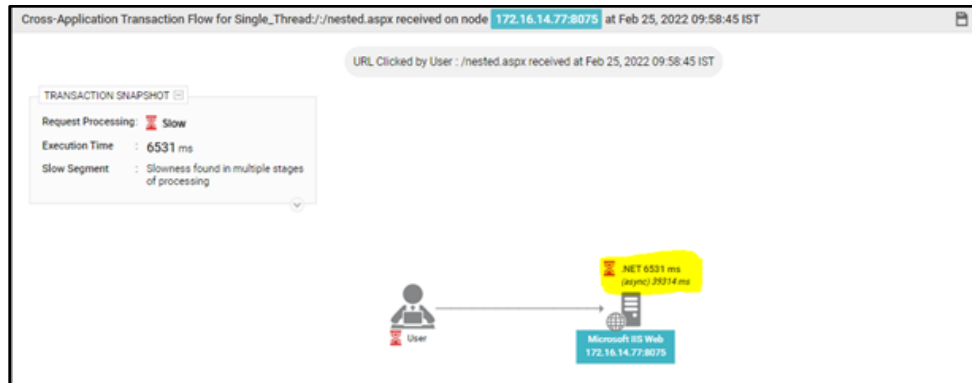 Cross-Application Transaction Flow for Single_Thread:/:/nested.aspx received on node 172.16.14.77:8075 at Feb 25, 2022 09:58:45 IST
URL Clicked by User : /nested.aspx received at Feb 25, 2022 09:58:45 IST
TRANSACTION SNAPSHOT
Request Processing: Slow
Execution Time : 6531 ms
Slow Segment : Slowness found in multiple stages
of processing
.NET 6531 ms
(async) 39314 ms
User
Microsoft IIS Web
172.16.14.77:8075